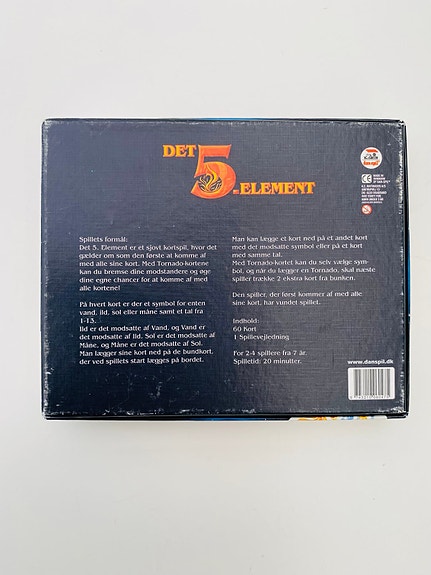 DET 5. ELEMENT
Spillets formål:
Det 5. Element er et sjovt kortspil, hvor det
gælder om som den første at komme af
med alle sine kort. Med Tornado-kortene
kan du bremse dine modstandere og øge
dine egne chancer for at komme af med
alle kortene!
På hvert kort er der et symbol for enten
vand, ild, sol eller måne samt et tal fra
1-13.
Ild er det modsatte af Vand, og Vand er
det modsatte af Ild. Sol er det modsatte af
Måne, og Måne er det modsatte af Sol.
Man lægger sine kort ned på de bundkort,
der ved spillets start lægges på bordet.
Man kan lægge et kort ned på et andet kort
med det modsatte symbol eller på et kort
med samme tal.
Med Tornado-kortet kan du selv vælge sym-
bol, og når du lægger en Tornado, skal næste
spiller trække 2 ekstra kort fra bunken.
Den spiller, der først kommer af med alle
sine kort, har vundet spillet.
Indhold:
60 Kort
1 Spillevejledning
For 2-4 spillere fra 7 år.
Spilletid: 20 minutter.
www.danspil.dk
CE